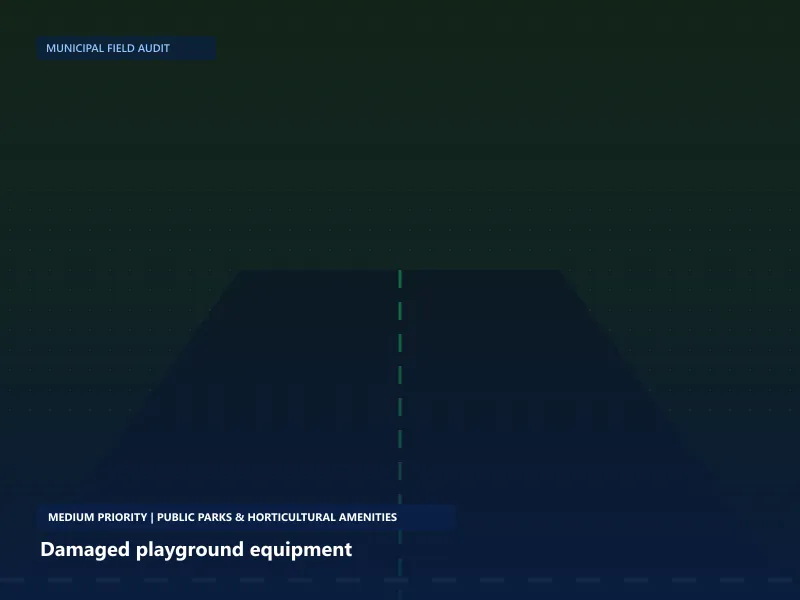 MUNICIPAL FIELD AUDIT
MEDIUM PRIORITY | PUBLIC PARKS & HORTICULTURAL AMENITIES
Damaged playground equipment